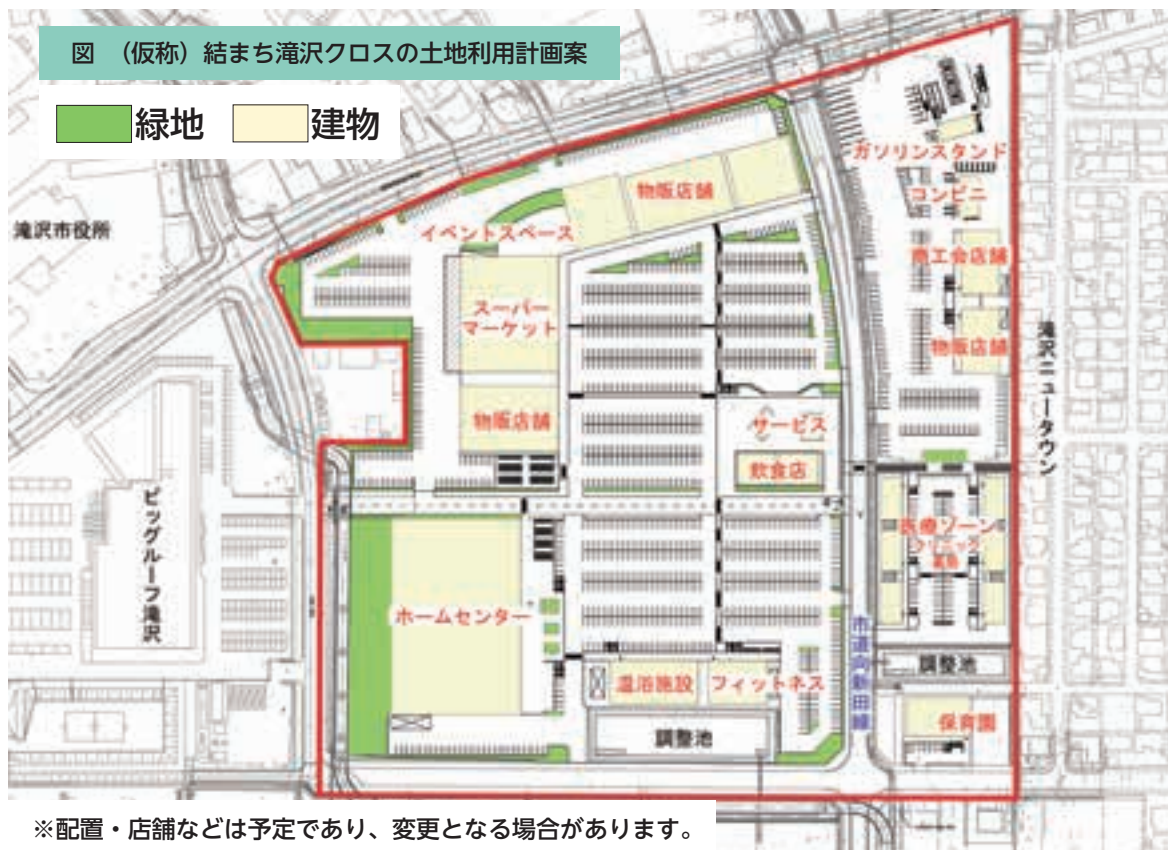 図 （仮称）結まち滝沢クロスの土地利用計画案
緑地
建物
滝沢市役所
イベントスペース
物販店舗
ガソリンスタンド
コンビニ
商工会店舗
物販店舗
スーパー
マーケット
物販店舗
サービス
飲食店
滝沢ニュータウン
ビッグルーフ滝沢
医療ゾーン
クリニック
薬局
ホームセンター
市道向新田線
温浴施設
フィットネス
調整池
調整池
保育園
※配置・店舗などは予定であり、変更となる場合があります。